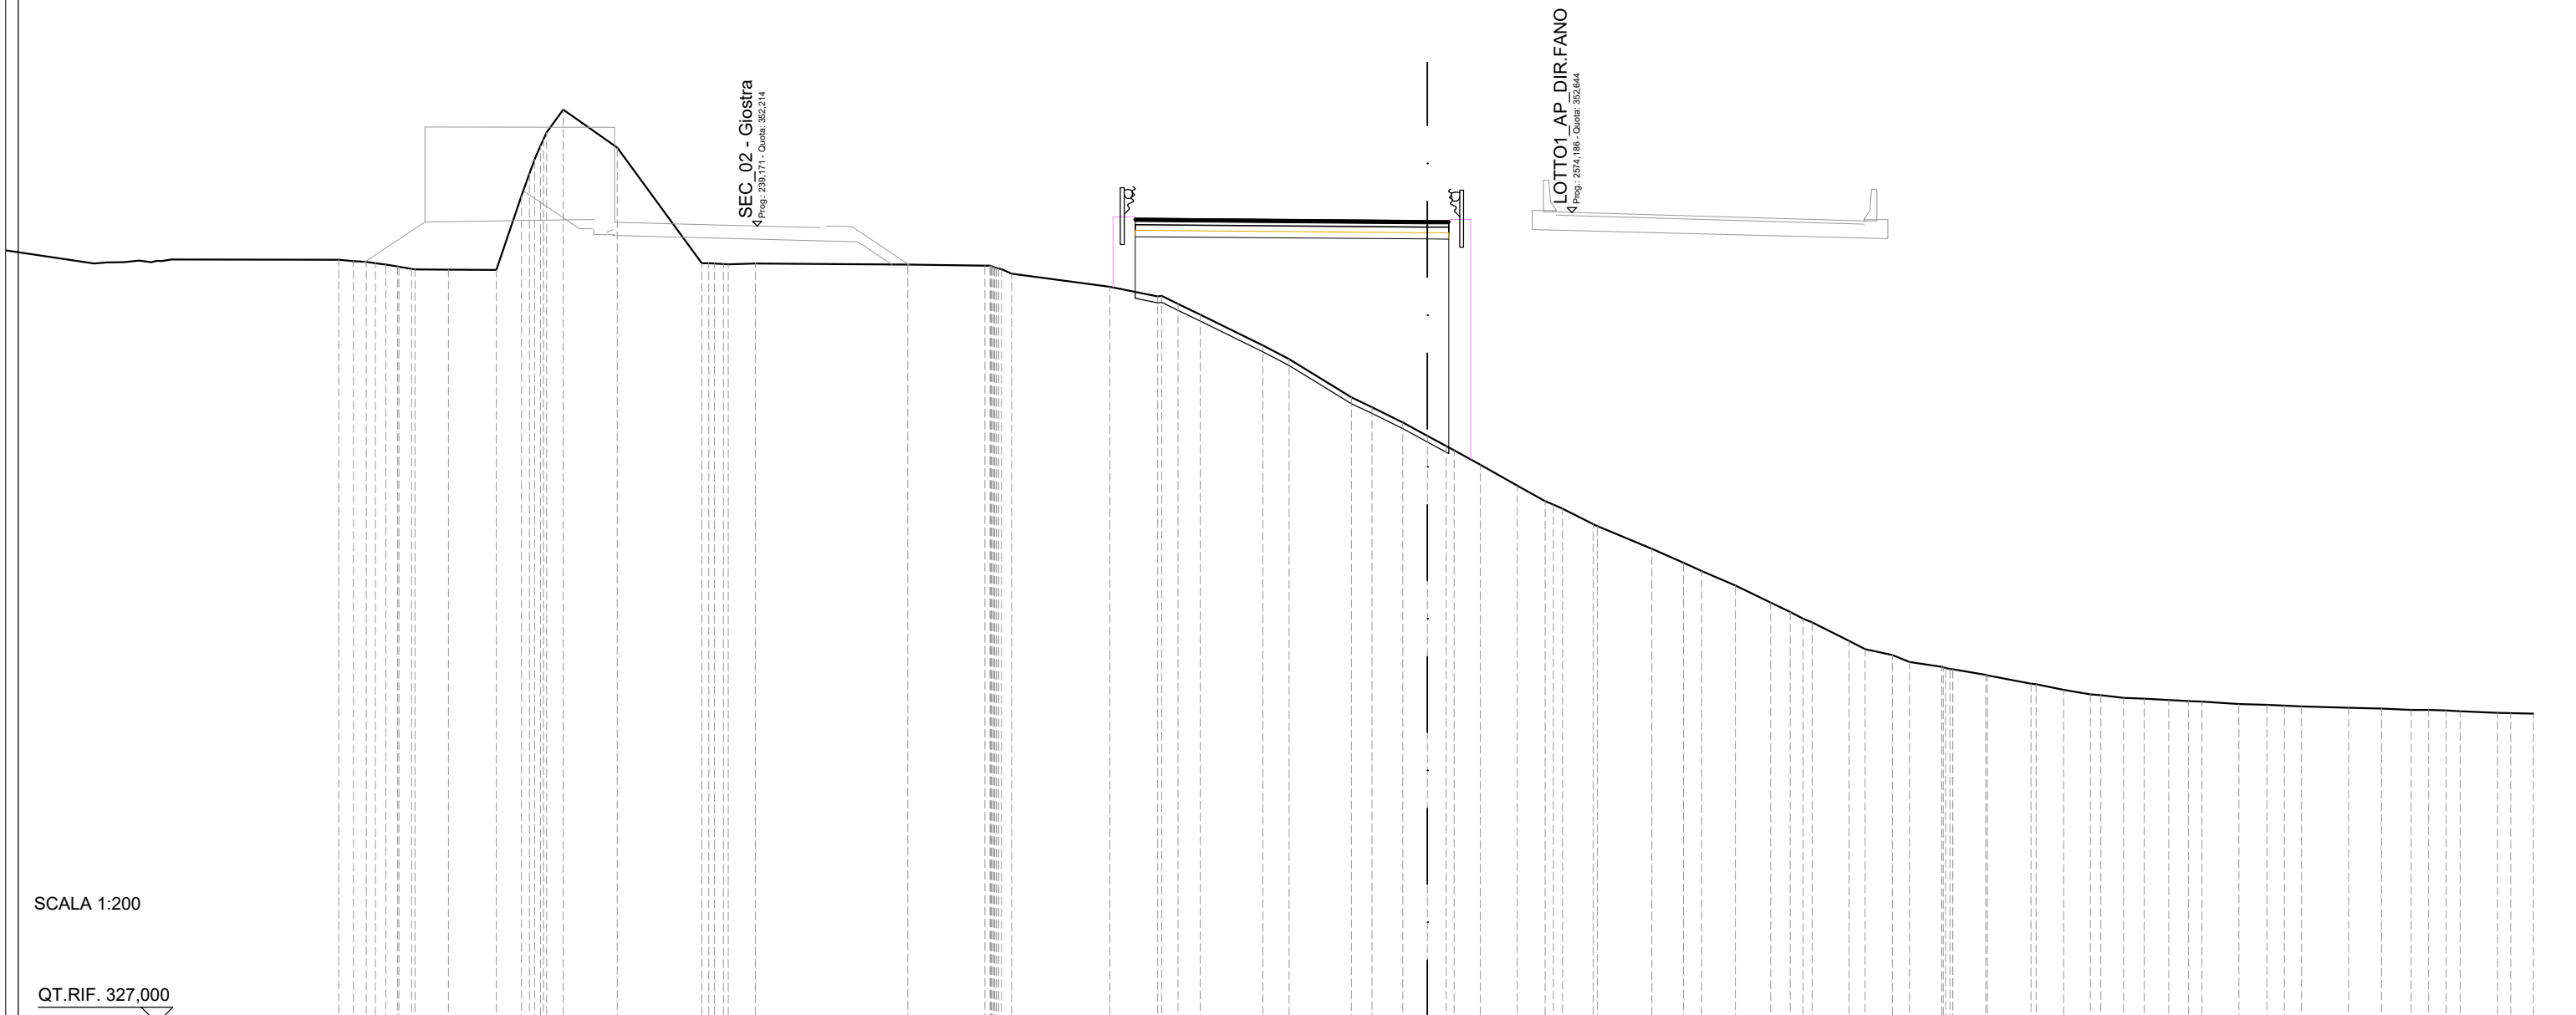 SEC_02 - Giostra
Prog.: 239,171 - Quota: 352,214
LOTTO1_AP_DIR.FANO
Prog.: 2574,186 - Quota: 352,644
SCALA 1:200
QT.RIF. 327,000